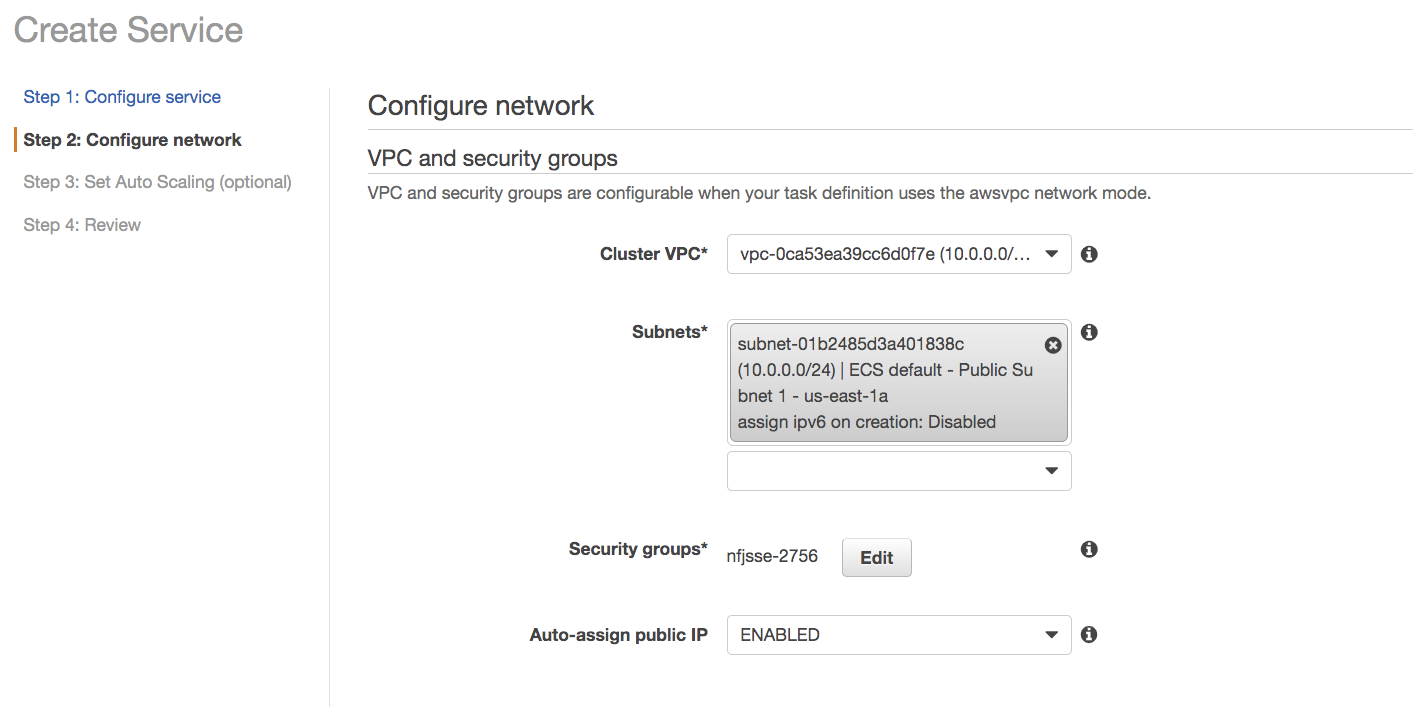 Create Service
Step 1: Configure service
Step 2: Configure network
Step 3: Set Auto Scaling (optional)
Step 4: Review
Configure network
VPC and security groups
VPC and security groups are configurable when your task definition uses the awsvpc network mode.
Cluster VPC*
vpc-0ca53ea39cc6d0f7e (10.0.0.0/...
Subnets*
subnet-01b2485d3a401838c
(10.0.0.0/24) | ECS default - Public Su
bnet 1 - us-east-1a
assign ipv6 on creation: Disabled
Security groups*
nfjsse-2756
Edit
Auto-assign public IP
ENABLED